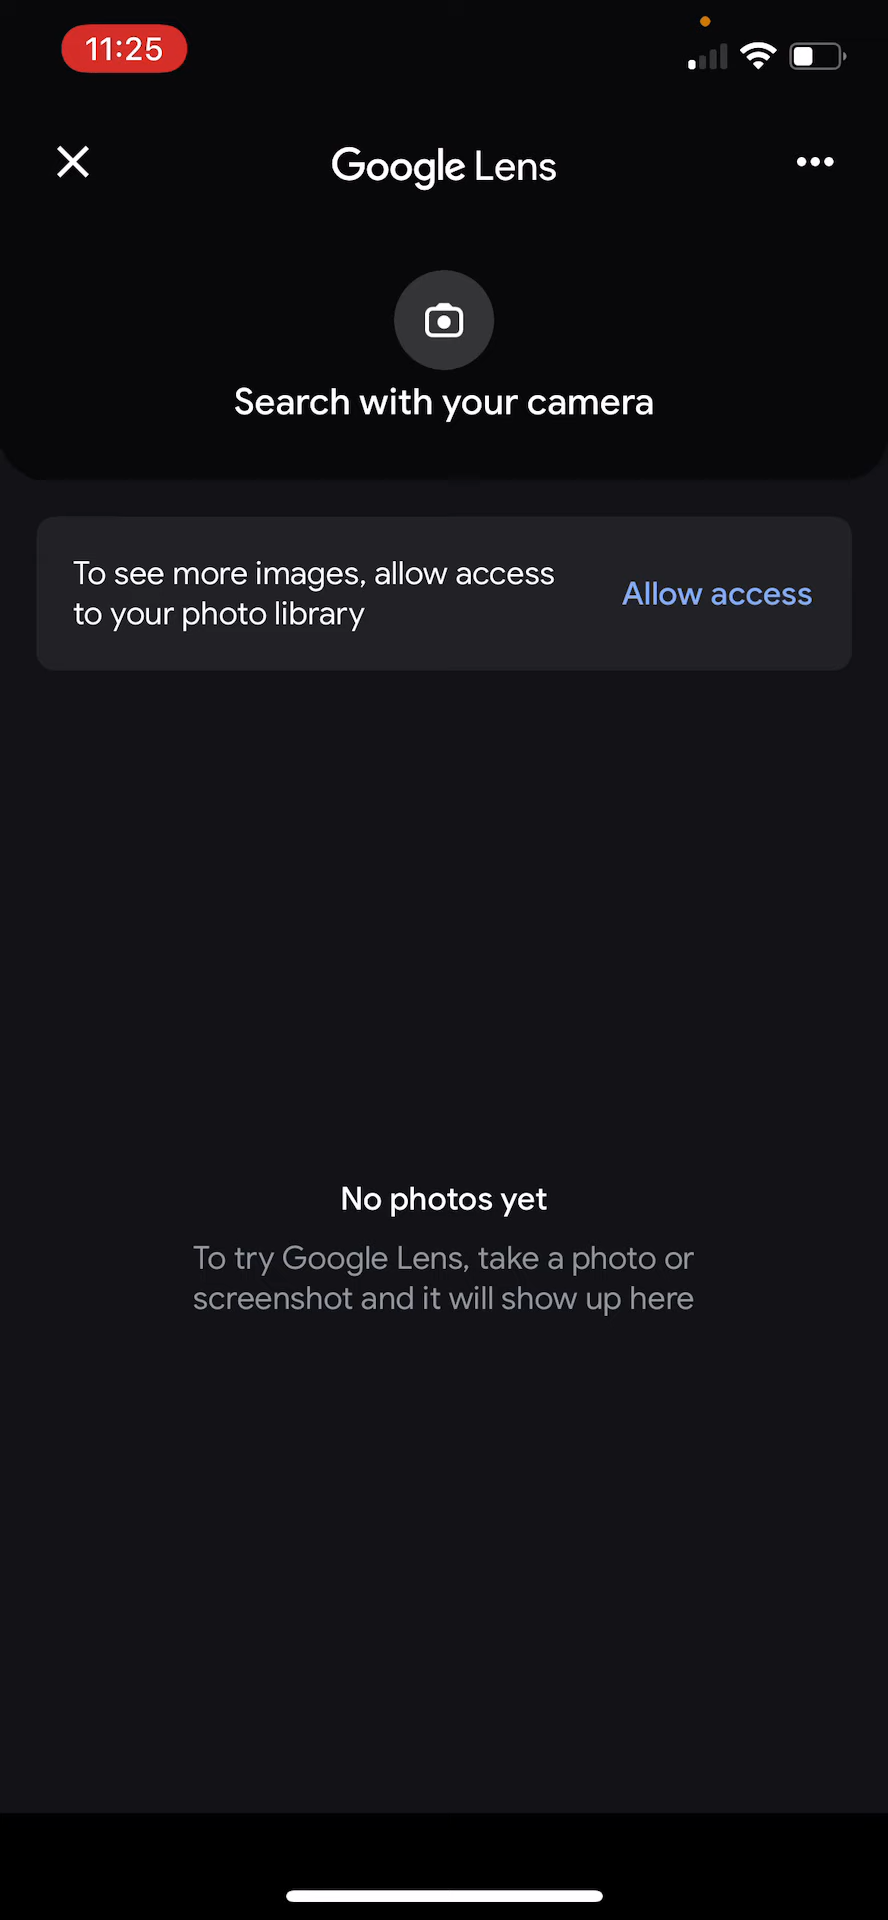 11:25
Google Lens
Search with your camera
To see more images, allow access
to your photo library
Allow access
No photos yet
To try Google Lens, take a photo or
screenshot and it will show up here